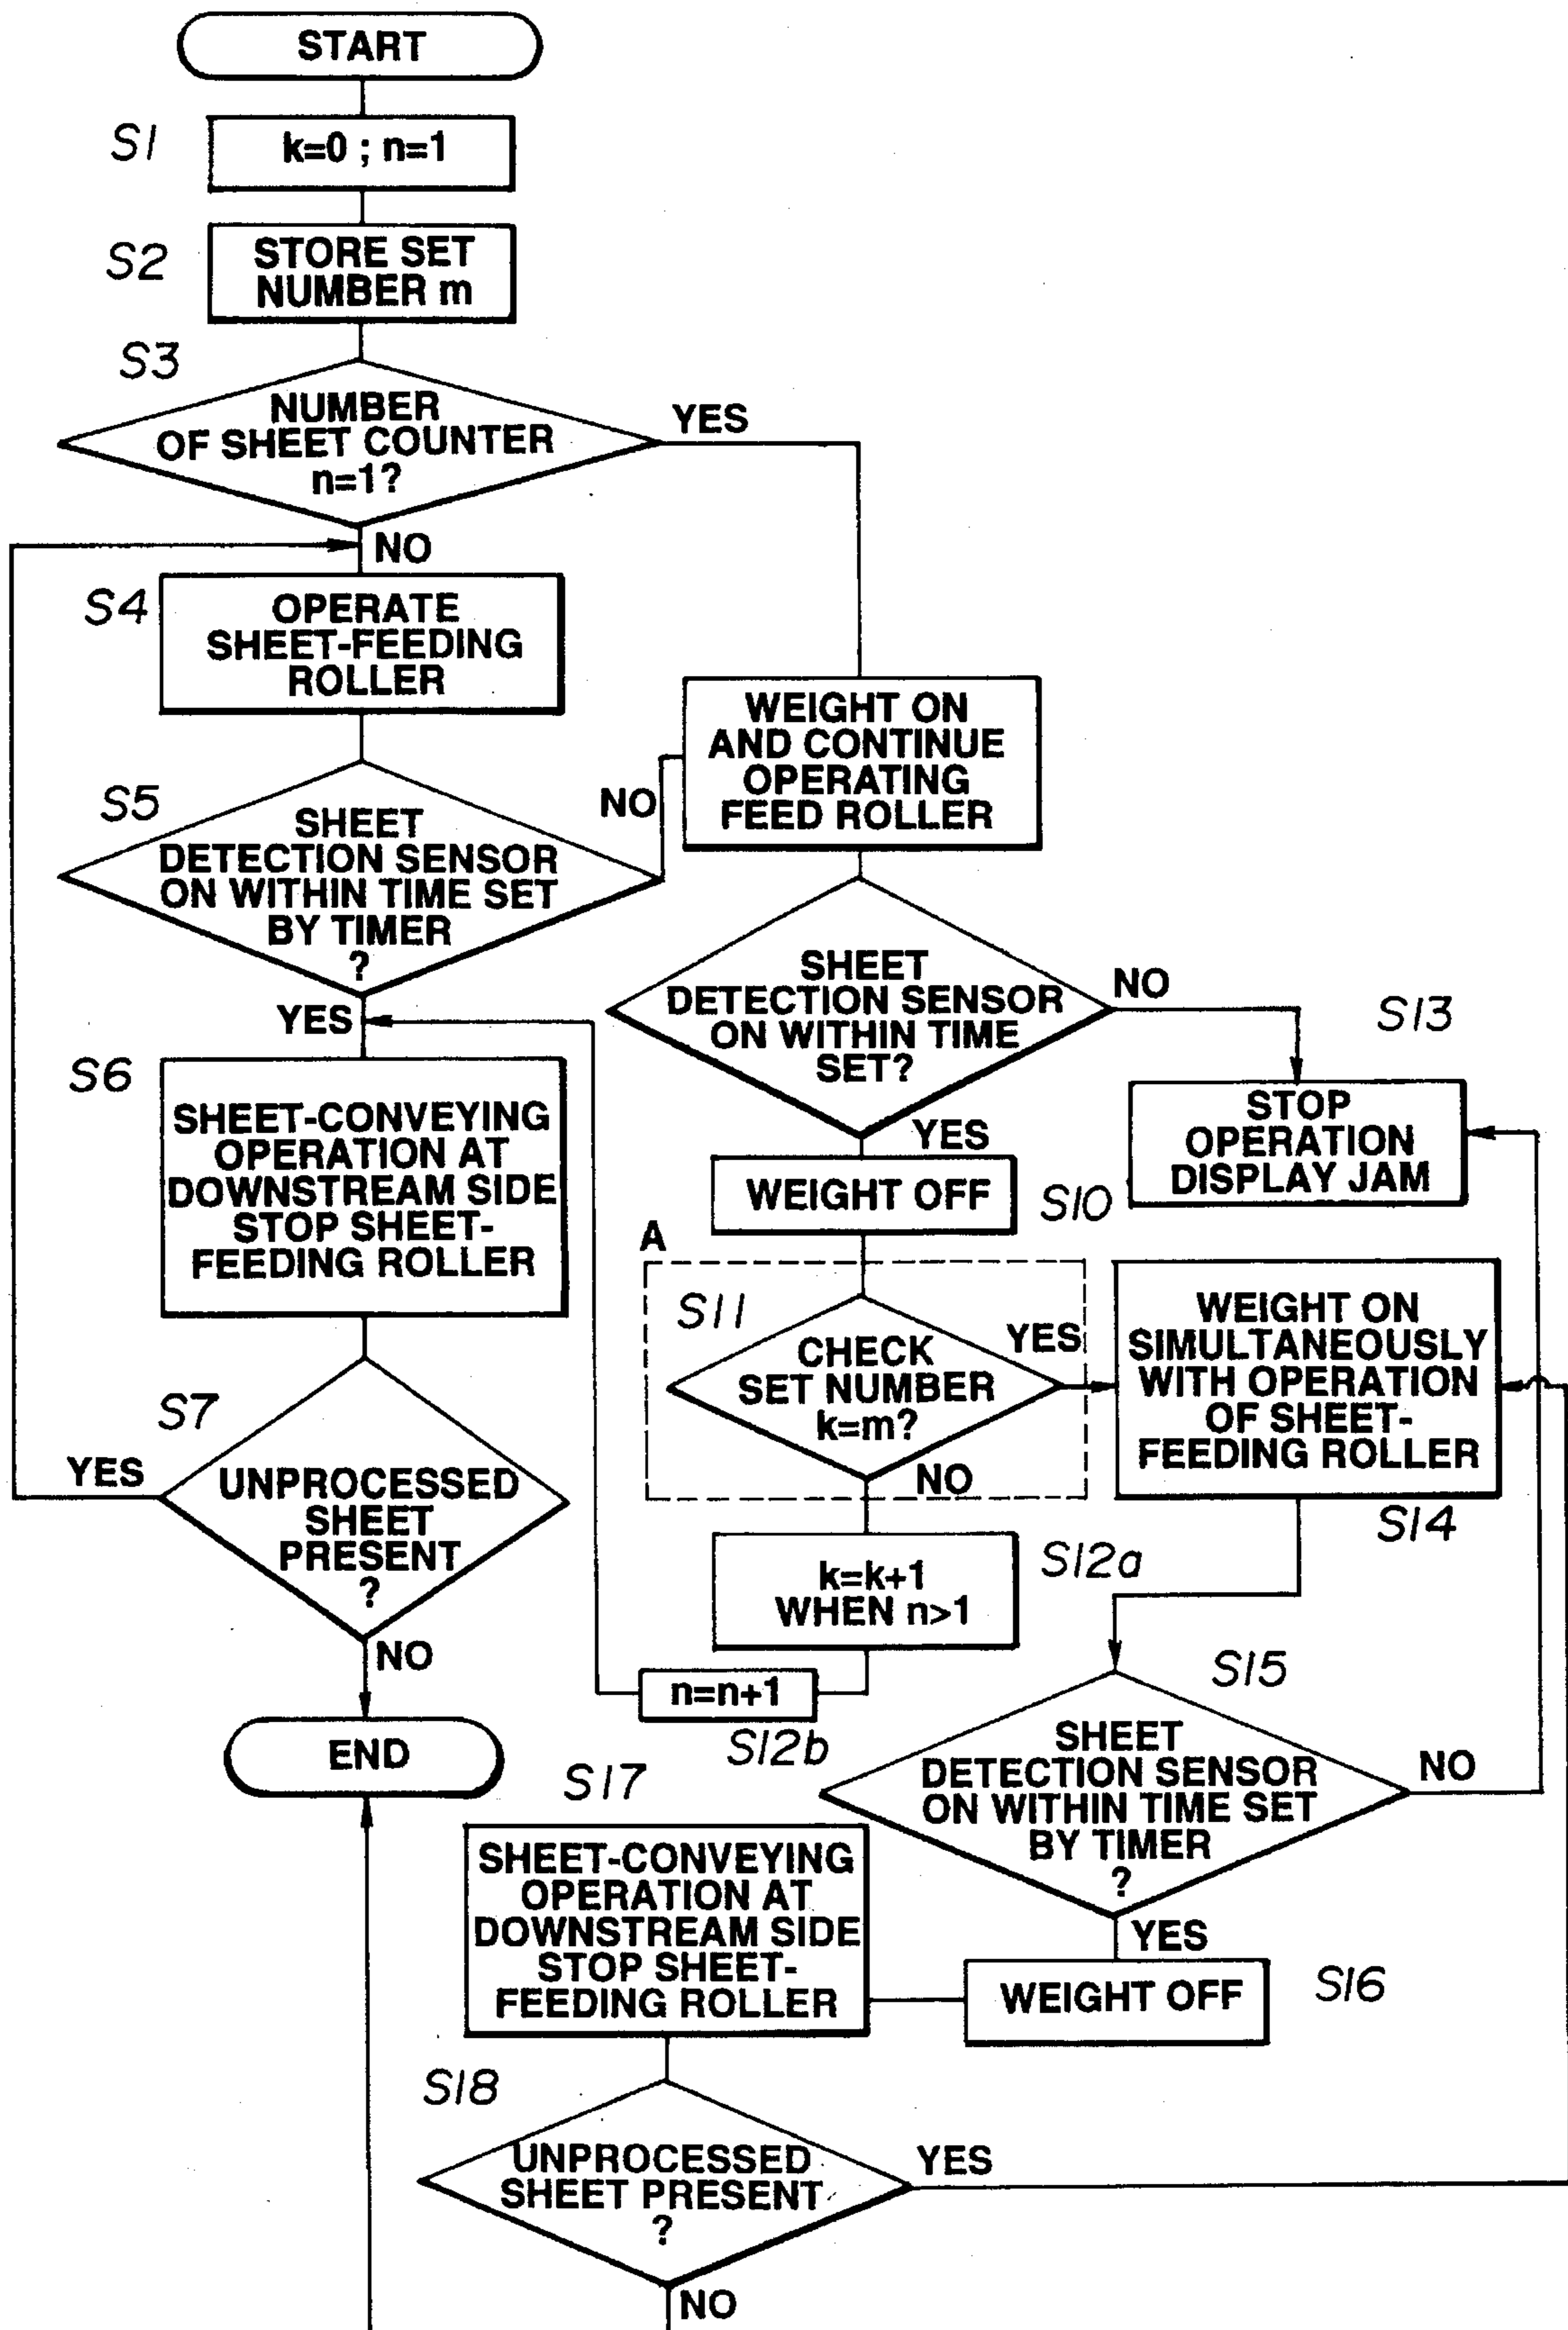 START
S1
k=0 ; n=1
S2
STORE SET
NUMBER m
S3
NUMBER
OF SHEET COUNTER
n=1?
YES
NO
S4
OPERATE
SHEET-FEEDING
ROLLER
WEIGHT ON
AND CONTINUE
OPERATING
FEED ROLLER
S5
NO
SHEET
DETECTION SENSOR
ON WITHIN TIME SET
BY TIMER
?
YES
SHEET
DETECTION SENSOR
ON WITHIN TIME
SET?
NO
YES
S13
STOP
OPERATION
DISPLAY JAM
S6
SHEET-CONVEYING
OPERATION AT
DOWNSTREAM SIDE
STOP SHEET-
FEEDING ROLLER
WEIGHT OFF
S10
A
S11
CHECK
SET NUMBER
k=m?
YES
NO
WEIGHT ON
SIMULTANEOUSLY
WITH OPERATION
OF SHEET-
FEEDING ROLLER
S14
S7
YES
UNPROCESSED
SHEET
PRESENT
?
NO
k=k+1
WHEN n>1
S12a
n=n+1
S12b
END
S15
SHEET
DETECTION SENSOR
ON WITHIN TIME SET
BY TIMER
?
NO
YES
S17
SHEET-CONVEYING
OPERATION AT
DOWNSTREAM SIDE
STOP SHEET-
FEEDING ROLLER
WEIGHT OFF
S16
S18
UNPROCESSED
SHEET PRESENT
?
YES
NO